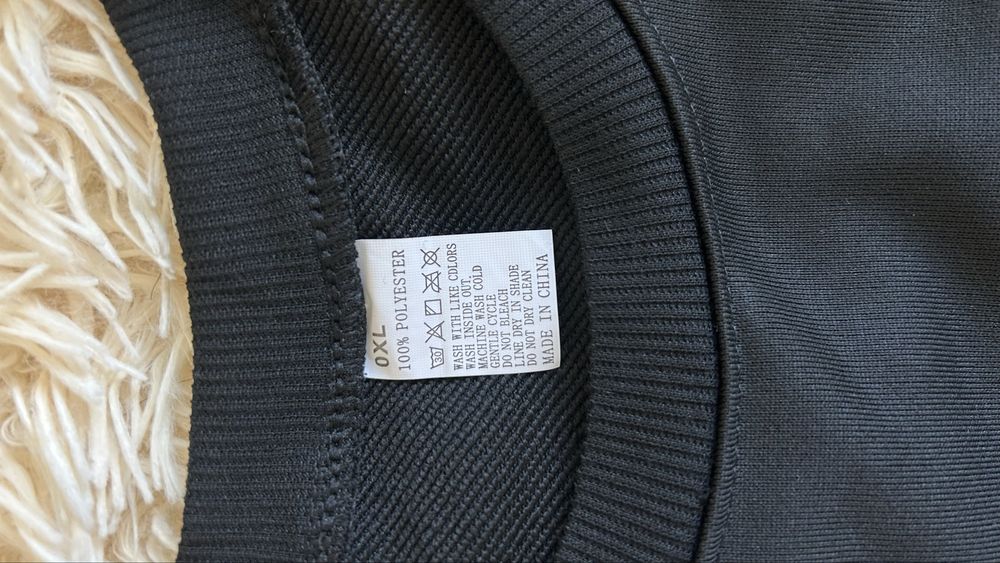 0XL
100% POLYESTER
30
WASH WITH LIKE COLORS
WASH INSIDE OUT.
MACHINE WASH COLD
GENTLE CYCLE
DO NOT BLEACH
LINE DRY IN SHADE
DO NOT DRY CLEAN
MADE IN CHINA